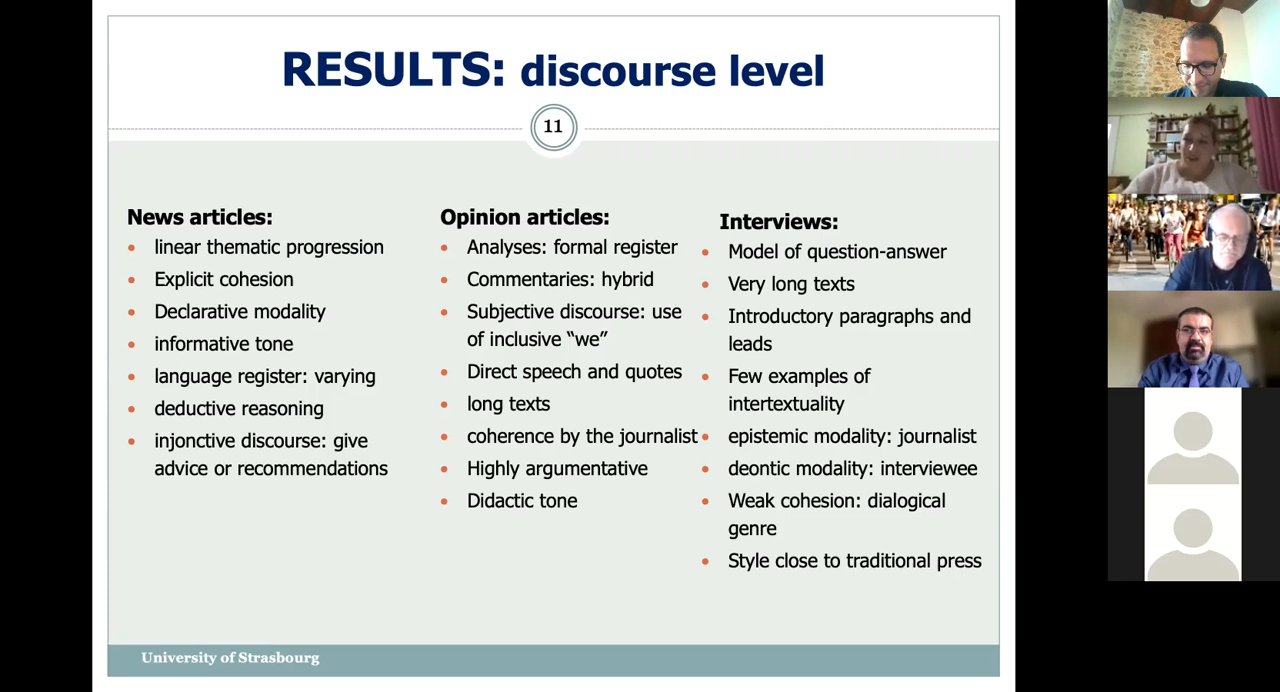 RESULTS: discourse level
11
News articles:
• linear thematic progression
• Explicit cohesion
• Declarative modality
• informative tone
• language register: varying
• deductive reasoning
• injonctive discourse: give
advice or recommendations
Opinion articles:
• Analyses: formal register
• Commentaries: hybrid
• Subjective discourse: use
of inclusive “we”
• Direct speech and quotes
• long texts
• coherence by the journalist
• Highly argumentative
• Didactic tone
Interviews:
• Model of question-answer
• Very long texts
• Introductory paragraphs and
leads
• Few examples of
intertextuality
• epistemic modality: journalist
• deontic modality: interviewee
• Weak cohesion: dialogical
genre
• Style close to traditional press
University of Strasbourg